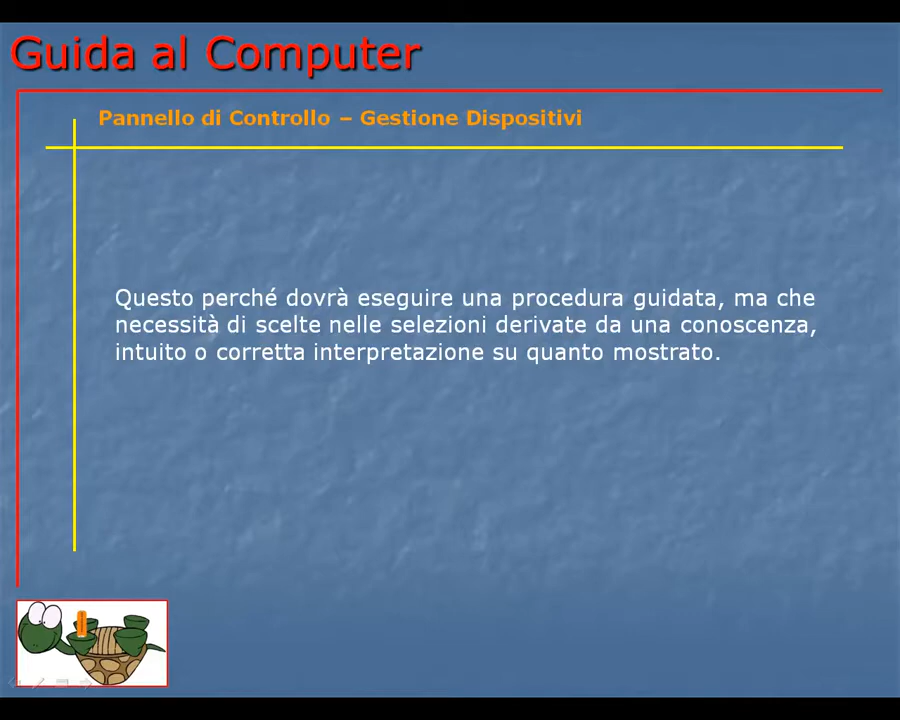 Guida al Computer
Pannello di Controllo – Gestione Dispositivi
Questo perché dovrà eseguire una procedura guidata, ma che
necessità di scelte nelle selezioni derivate da una conoscenza,
intuito o corretta interpretazione su quanto mostrato.